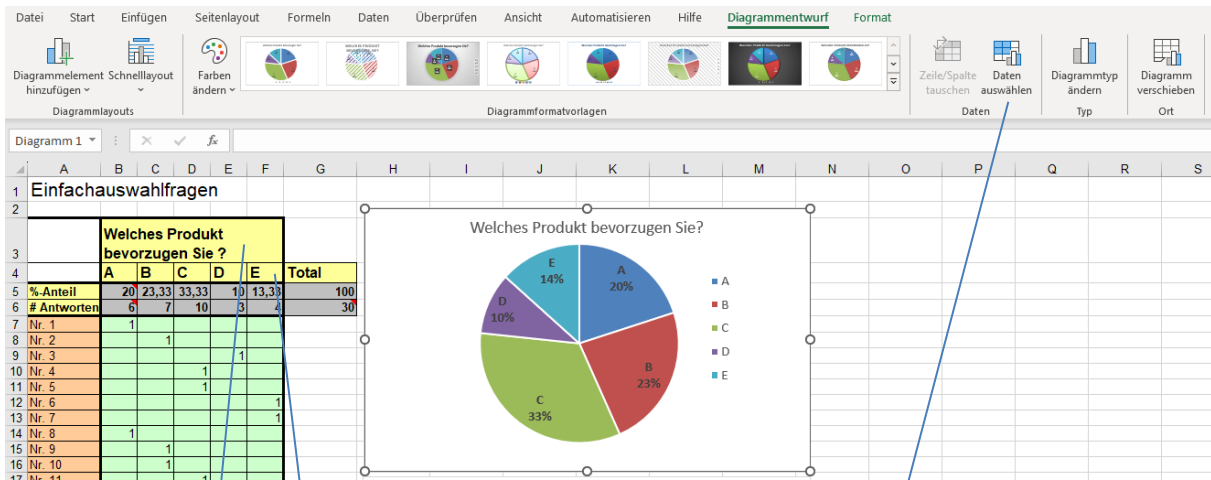 Datei Start Einfügen Seitenlayout Formeln Daten Überprüfen Ansicht Automatisieren Hilfe Diagrammentwurf Format
Diagrammelement hinzufügen
Schnelllayout
Farben ändern
Zeile/Spalte tauschen
Daten auswählen
Diagrammtyp ändern
Diagramm verschieben
Diagrammlayouts Diagrammformatvorlagen Daten Typ Ort
Diagramm 1 fx
A B C D E F G H I J K L M N O P Q R S
1 Einfachauswahlfragen
2
3 Welches Produkt
bevorzugen Sie ?
4 A B C D E Total
5 %-Anteil 20 23,33 33,33 10 13,33 100
6 # Antworten 6 7 10 3 4 30
7 Nr. 1 1
8 Nr. 2 1
9 Nr. 3 1
10 Nr. 4 1
11 Nr. 5 1
12 Nr. 6 1
13 Nr. 7 1
14 Nr. 8 1
15 Nr. 9 1
16 Nr. 10 1
17 Nr. 11 1
Welches Produkt bevorzugen Sie?
E
14%
A
20%
D
10%
B
23%
C
33%
A
B
C
D
E